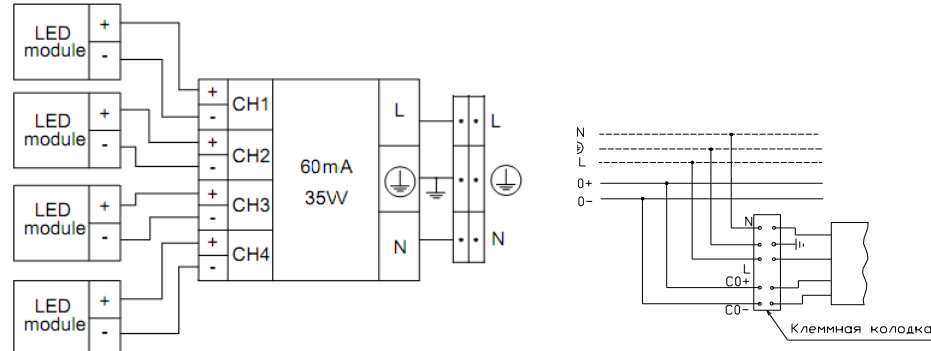 LED
module
+
-
LED
module
+
-
LED
module
+
-
LED
module
+
-
+
-
CH1
+
-
CH2
+
-
CH3
+
-
CH4
60mA
35W
L
N
L
N
N
L
0+
0-
N
L
C0+
C0-
Клеммная колодка